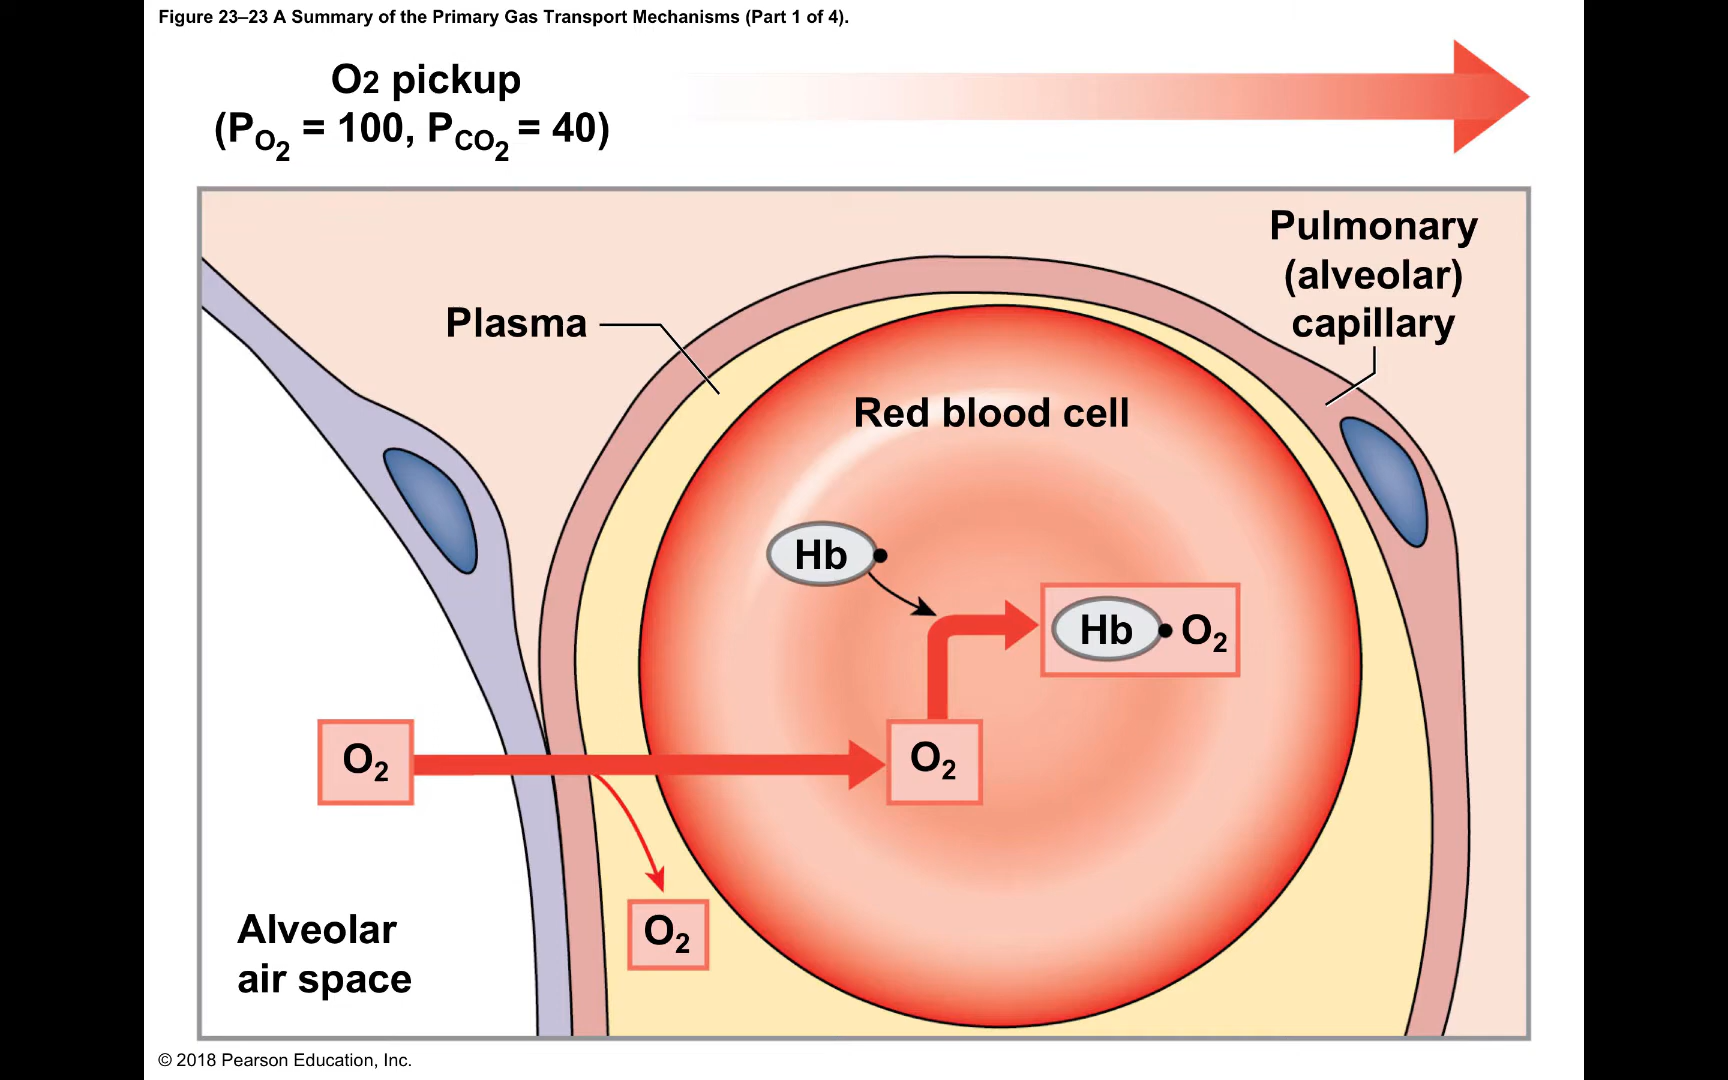 Figure 23–23 A Summary of the Primary Gas Transport Mechanisms (Part 1 of 4).
O2 pickup
(PO₂ = 100, PCO₂ = 40)
Pulmonary
(alveolar)
capillary
Plasma
Red blood cell
Hb
Hb • O₂
O₂
O₂
O₂
Alveolar
air space
© 2018 Pearson Education, Inc.